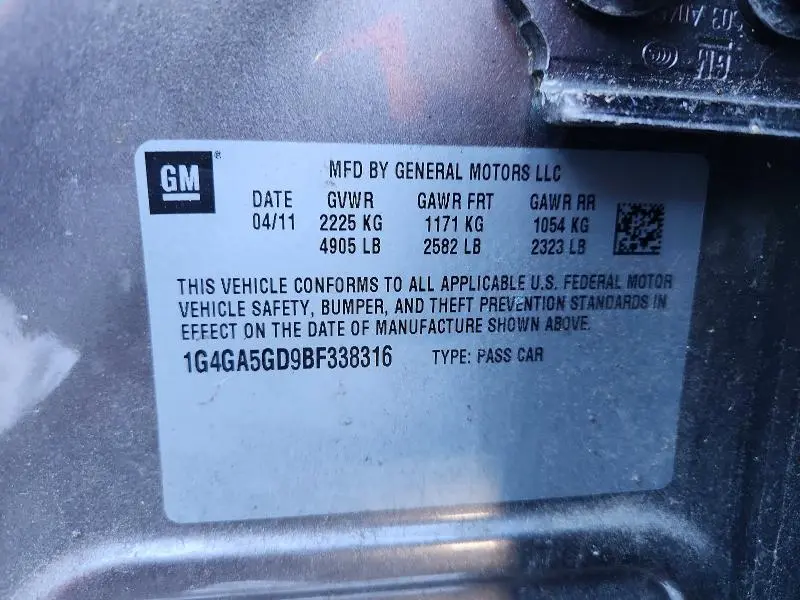 GM
GM
®
MFD BY GENERAL MOTORS LLC
DATE GVWR GAWR FRT GAWR RR
04/11 2225 KG 1171 KG 1054 KG
4905 LB 2582 LB 2323 LB
THIS VEHICLE CONFORMS TO ALL APPLICABLE U.S. FEDERAL MOTOR
VEHICLE SAFETY, BUMPER, AND THEFT PREVENTION STANDARDS IN
EFFECT ON THE DATE OF MANUFACTURE SHOWN ABOVE.
1G4GA5GD9BF338316 TYPE: PASS CAR